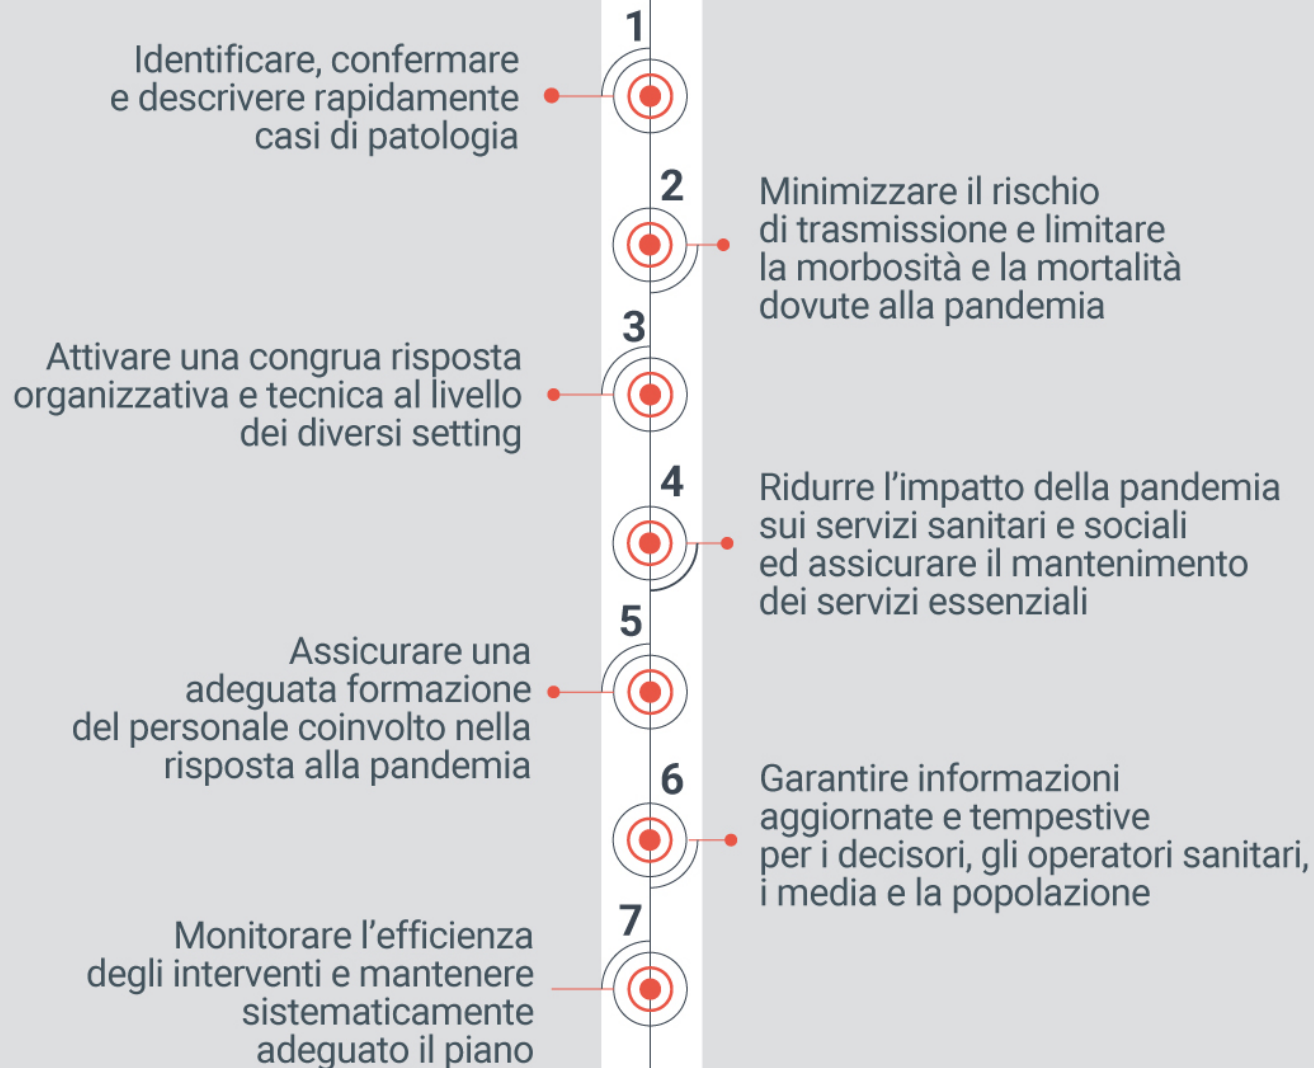 1
Identificare, confermare
e descrivere rapidamente
casi di patologia
2
Minimizzare il rischio
di trasmissione e limitare
la morbosità e la mortalità
dovute alla pandemia
3
Attivare una congrua risposta
organizzativa e tecnica al livello
dei diversi setting
4
Ridurre l’impatto della pandemia
sui servizi sanitari e sociali
ed assicurare il mantenimento
dei servizi essenziali
5
Assicurare una
adeguata formazione
del personale coinvolto nella
risposta alla pandemia
6
Garantire informazioni
aggiornate e tempestive
per i decisori, gli operatori sanitari,
i media e la popolazione
7
Monitorare l’efficienza
degli interventi e mantenere
sistematicamente
adeguato il piano